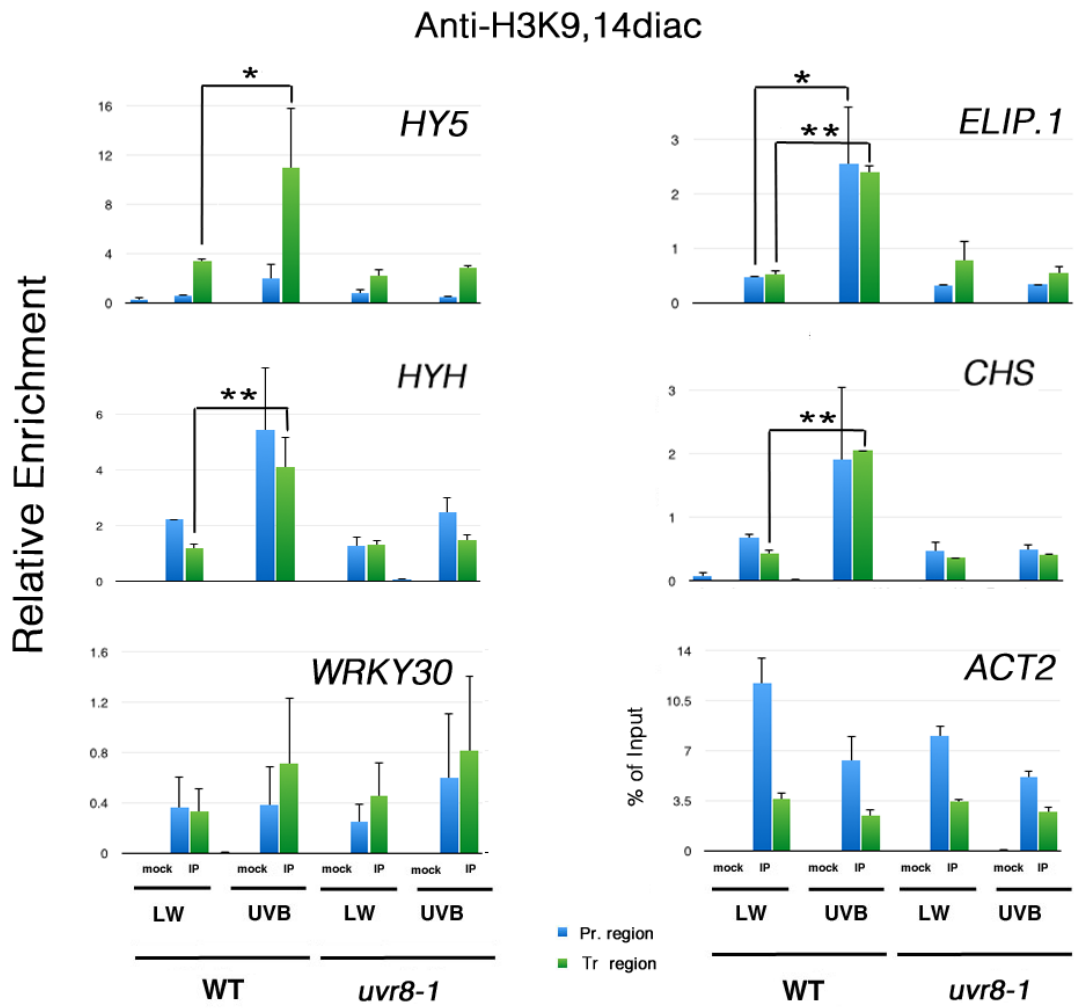 Anti-H3K9,14diac
Relative Enrichment
HY5
*
16
12
8
4
0
ELIP.1
*
**
3
2
1
0
HYH
**
6
4
2
0
CHS
**
3
2
1
0
WRKY30
1.6
1.2
0.8
0.4
0
ACT2
% of Input
14
10.5
7
3.5
0
mock IP mock IP mock IP mock IP
LW UVB LW UVB
WT uvr8-1
mock IP mock IP mock IP mock IP
LW UVB LW UVB
WT uvr8-1
Pr. region
Tr region